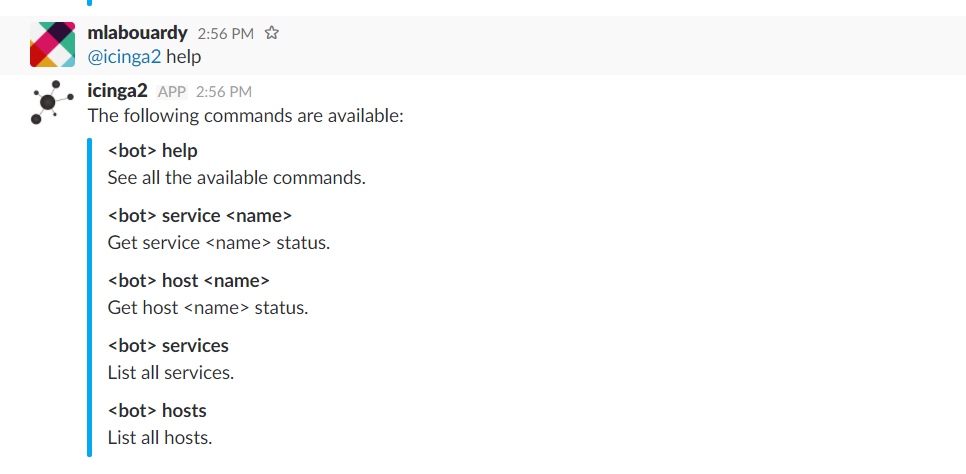 mlabouardy 2:56 PM
@icinga2 help
icinga2 APP 2:56 PM
The following commands are available:
<bot> help
See all the available commands.
<bot> service <name>
Get service <name> status.
<bot> host <name>
Get host <name> status.
<bot> services
List all services.
<bot> hosts
List all hosts.